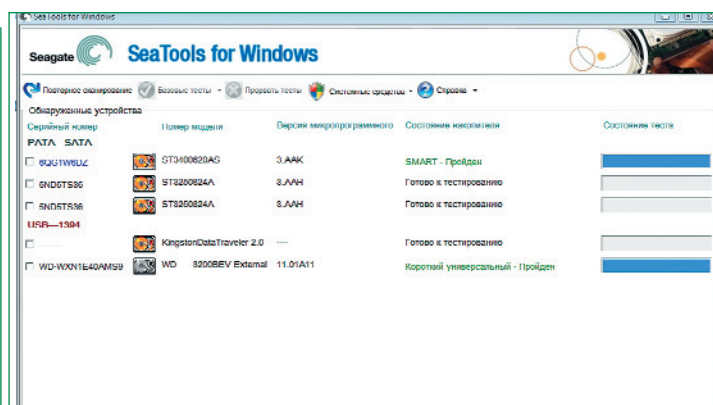 SeaTools for Windows
Seagate SeaTools for Windows
Повторное сканирование Базовые тесты Прервать тесты Системные средства Справка
Обнаруженные устройства
Серийный номер Номер модели Версия микропрограммного Состояние накопителя Состояние теста
PATA SATA
6QG1W6DZ ST3400620AS 3.AAK SMART - Пройден
5ND5TS36 ST3250824A 3.AAH Готово к тестированию
5ND5TS36 ST3250824A 3.AAH Готово к тестированию
USB—1394
KingstonDataTraveler 2.0 ---- Готово к тестированию
WD-WXN1E40AMS9 WD 3200BEV External 11.01A11 Короткий универсальный - Пройден